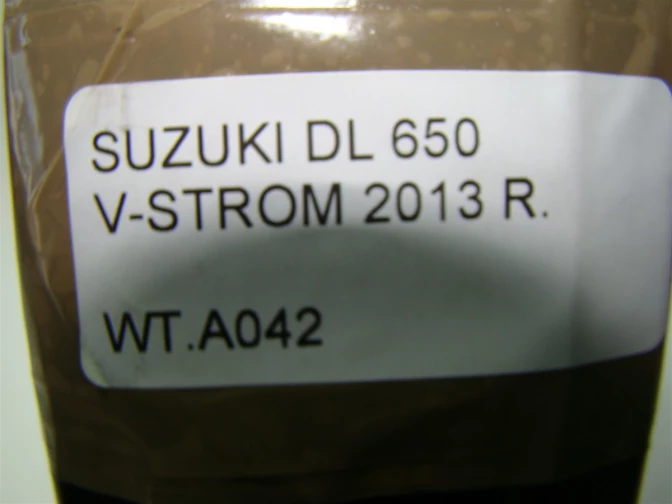 SUZUKI DL 650
V-STROM 2013 R.
WT.A042